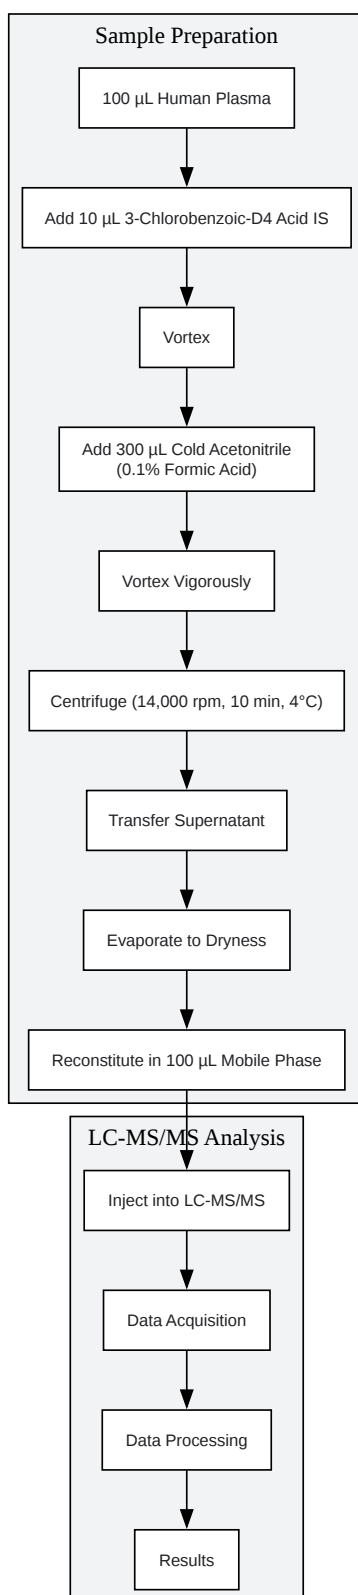 Sample Preparation
100 µL Human Plasma
Add 10 µL 3-Chlorobenzoic-D4 Acid IS
Vortex
Add 300 µL Cold Acetonitrile
(0.1% Formic Acid)
Vortex Vigorously
Centrifuge (14,000 rpm, 10 min, 4°C)
Transfer Supernatant
Evaporate to Dryness
Reconstitute in 100 µL Mobile Phase
LC-MS/MS Analysis
Inject into LC-MS/MS
Data Acquisition
Data Processing
Results